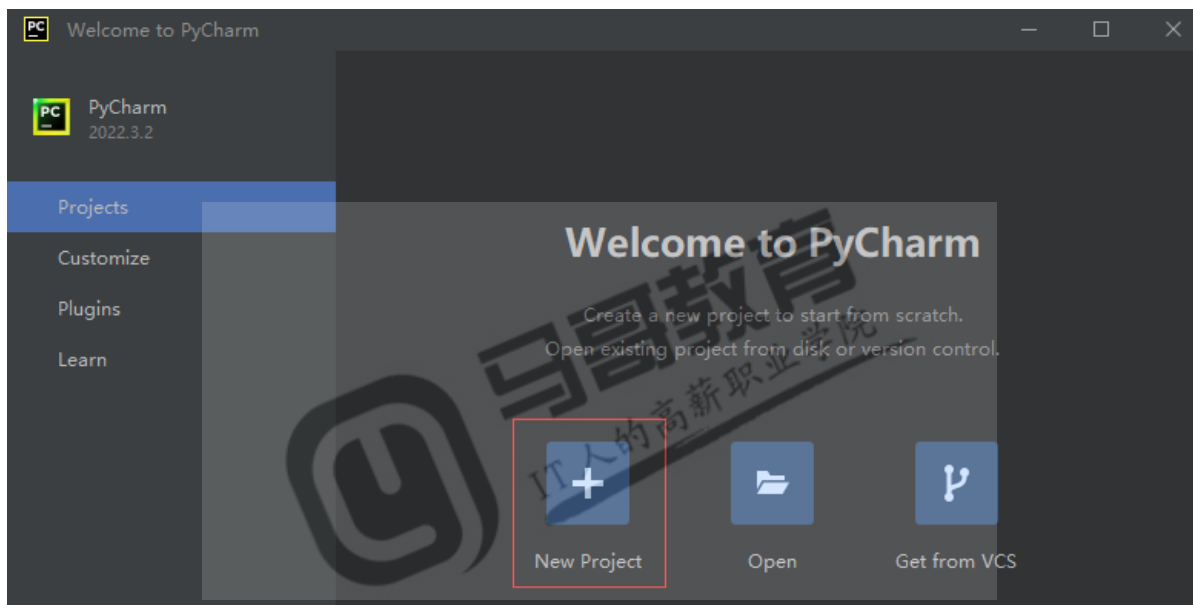 Welcome to PyCharm
PC
PyCharm
2022.3.2
Projects
Customize
Plugins
Learn
Welcome to PyCharm
Create a new project to start from scratch.
Open existing project from disk or version control.
马哥教育
IT人的高薪职业学院
New Project
Open
Get from VCS